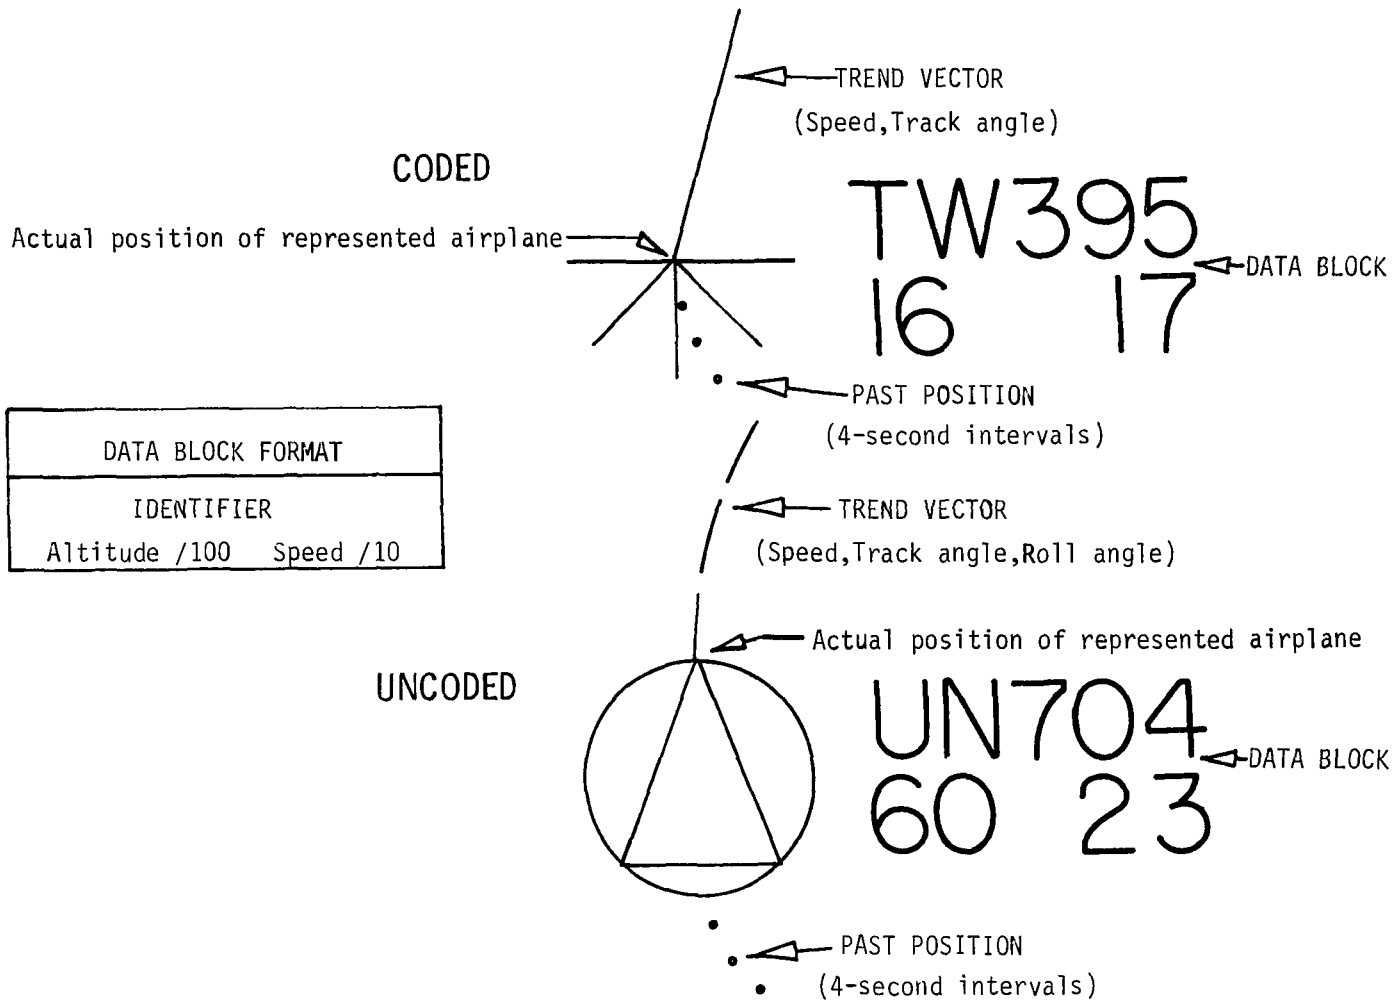 TREND VECTOR
(Speed,Track angle)
CODED
Actual position of represented airplane
TW395
16 17
DATA BLOCK
PAST POSITION
(4-second intervals)
DATA BLOCK FORMAT
IDENTIFIER
Altitude /100 Speed /10
TREND VECTOR
(Speed,Track angle,Roll angle)
Actual position of represented airplane
UNCODED
UN704
60 23
DATA BLOCK
PAST POSITION
(4-second intervals)